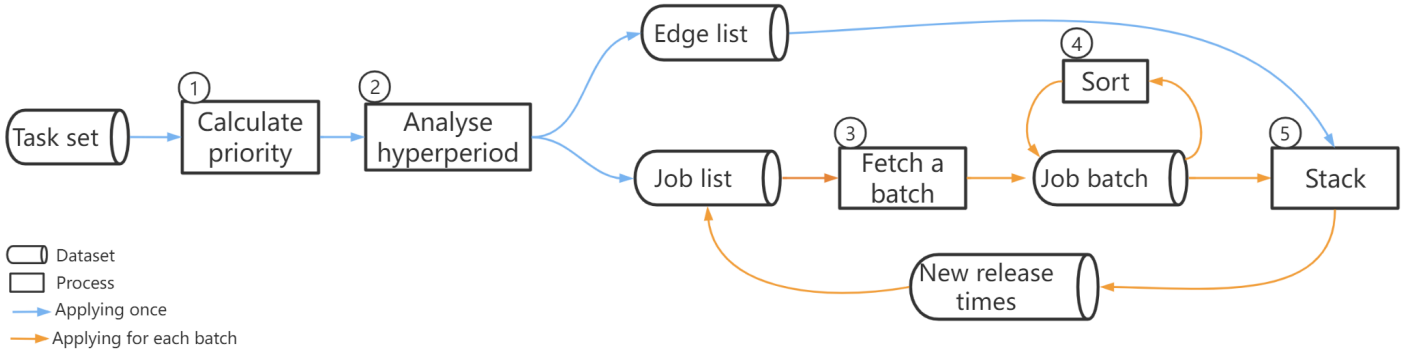 Edge list
4
Sort
1
2
Task set
Calculate
priority
Analyse
hyperperiod
3
5
Job list
Fetch a
batch
Job batch
Stack
New release
times
Dataset
Process
Applying once
Applying for each batch